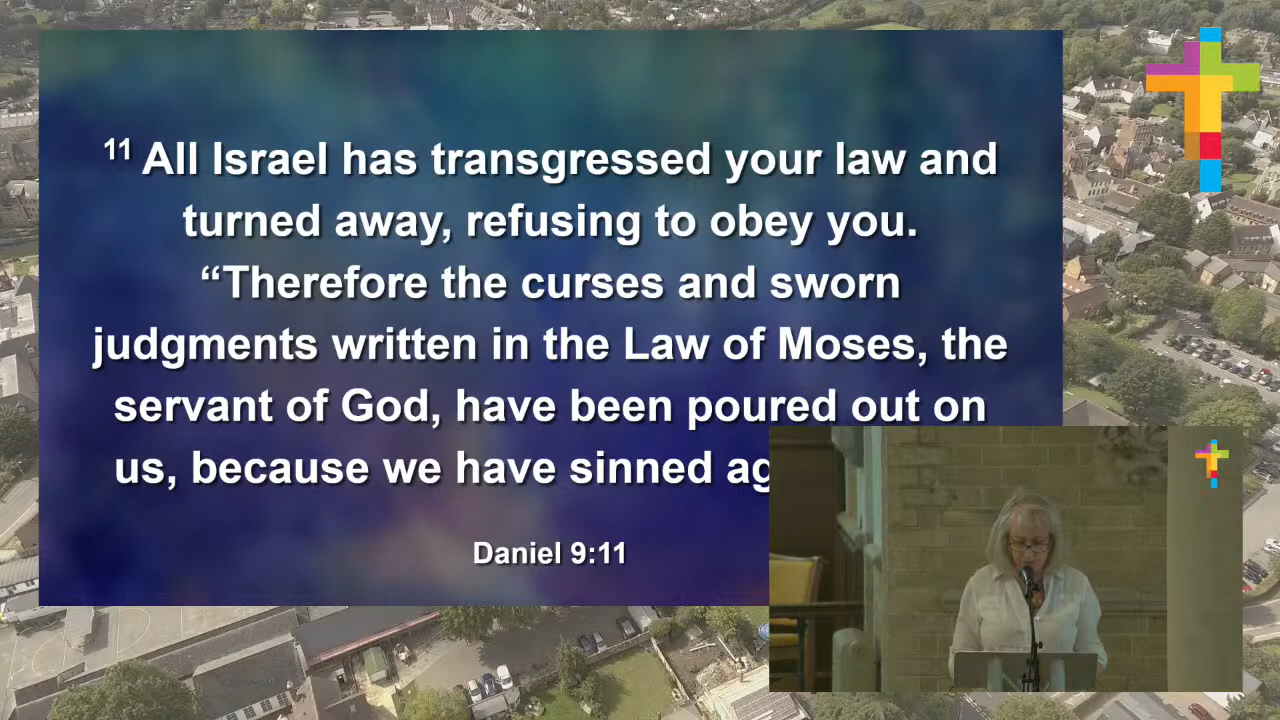 11 All Israel has transgressed your law and
turned away, refusing to obey you.
“Therefore the curses and sworn
judgments written in the Law of Moses, the
servant of God, have been poured out on
us, because we have sinned
Daniel 9:11